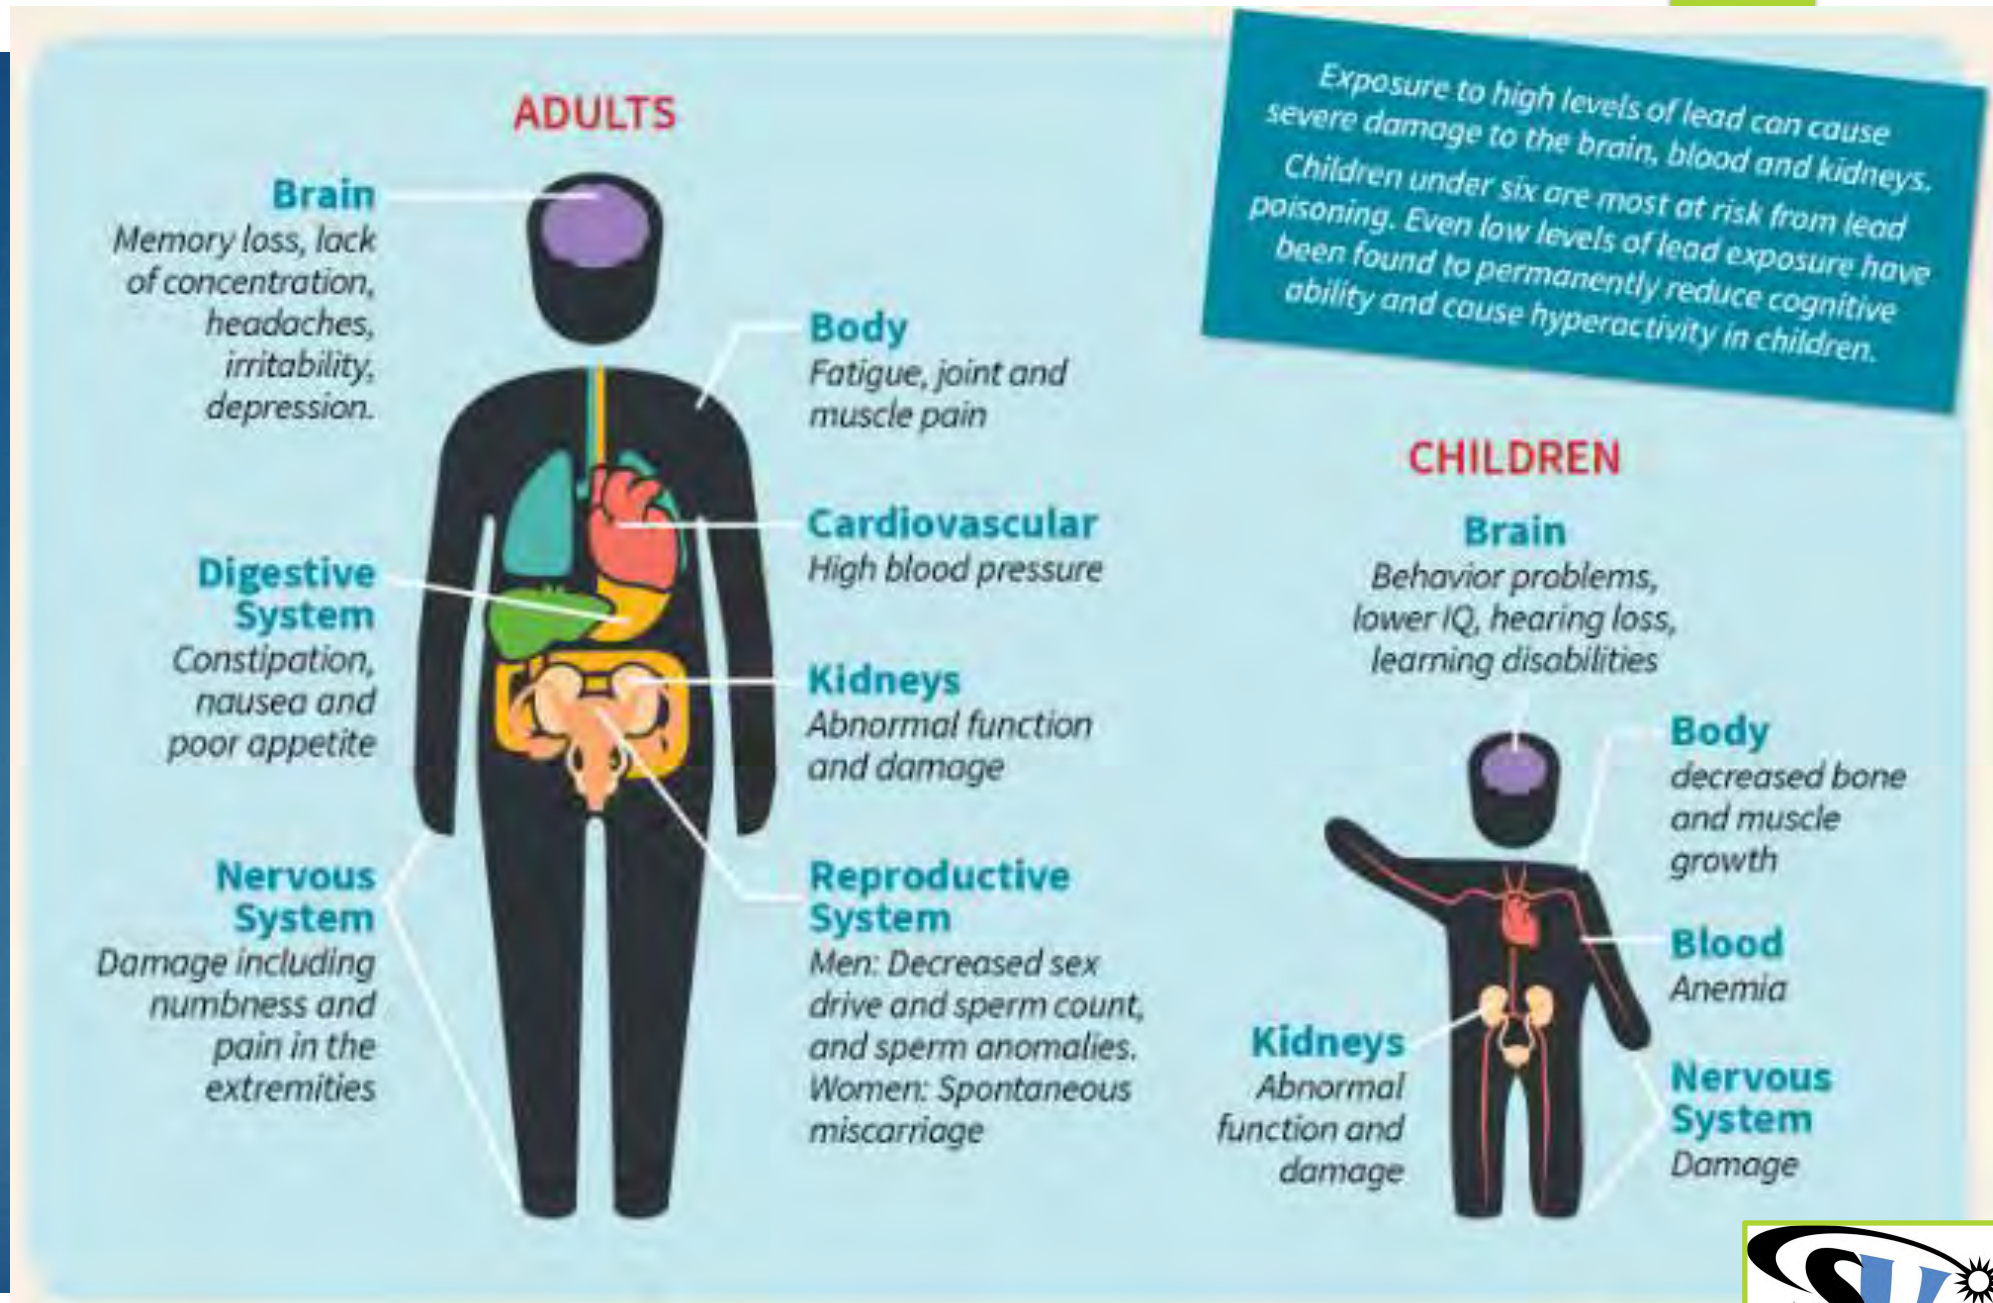 ADULTS
Brain
Memory loss, lack
of concentration,
headaches,
irritability,
depression.
Digestive
System
Constipation,
nausea and
poor appetite
Nervous
System
Damage including
numbness and
pain in the
extremities
Body
Fatigue, joint and
muscle pain
Cardiovascular
High blood pressure
Kidneys
Abnormal function
and damage
Reproductive
System
Men: Decreased sex
drive and sperm count,
and sperm anomalies.
Women: Spontaneous
miscarriage
Exposure to high levels of lead can cause
severe damage to the brain, blood and kidneys.
Children under six are most at risk from lead
poisoning. Even low levels of lead exposure have
been found to permanently reduce cognitive
ability and cause hyperactivity in children.
CHILDREN
Brain
Behavior problems,
lower IQ, hearing loss,
learning disabilities
Body
decreased bone
and muscle
growth
Blood
Anemia
Kidneys
Abnormal
function and
damage
Nervous
System
Damage